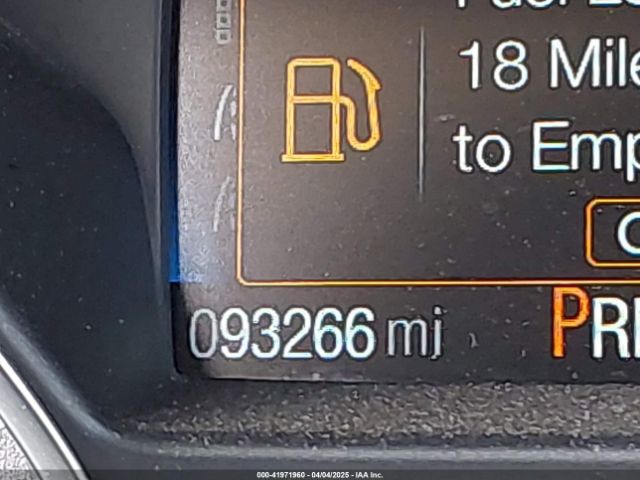 18 Mile
to Emp
093266 mi
PR
000-41971960 - 04/04/2025 - IAA Inc.